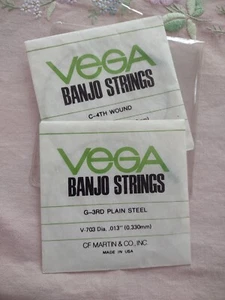 VEGA
BANJO STRINGS
C-4TH WOUND
VEGA
BANJO STRINGS
G-3RD PLAIN STEEL
V-703 Dia. .013" (0.330mm)
CF MARTIN & CO., INC
MADE IN USA